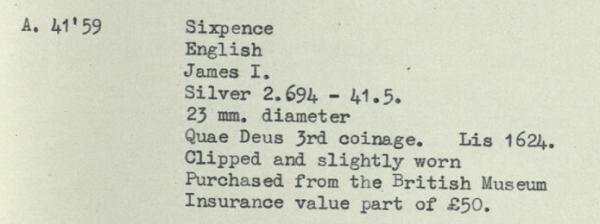 A. 41'59 Sixpence
English
James I.
Silver 2.694 - 41.5.
23 mm. diameter
Quae Deus 3rd coinage. Lis 1624.
Clipped and slightly worn
Purchased from the British Museum
Insurance value part of £50.